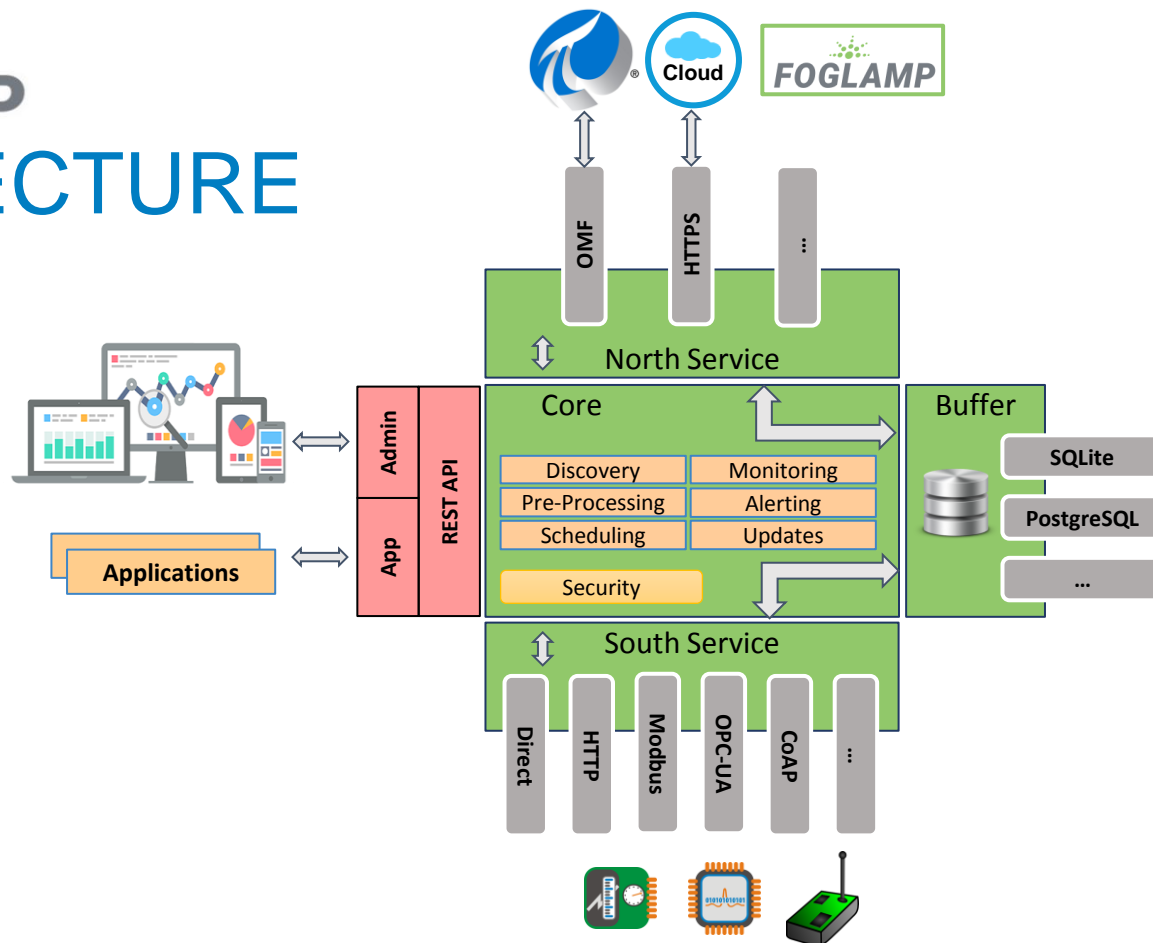 Cloud
®
FOGLAMP
P
ECTURE
OMF
HTTPS
...
North Service
Admin
App
REST API
Applications
Core
Discovery
Monitoring
Pre-Processing
Alerting
Scheduling
Updates
Security
Buffer
SQLite
PostgreSQL
...
South Service
Direct
HTTP
Modbus
OPC-UA
CoAP
...
010101010101